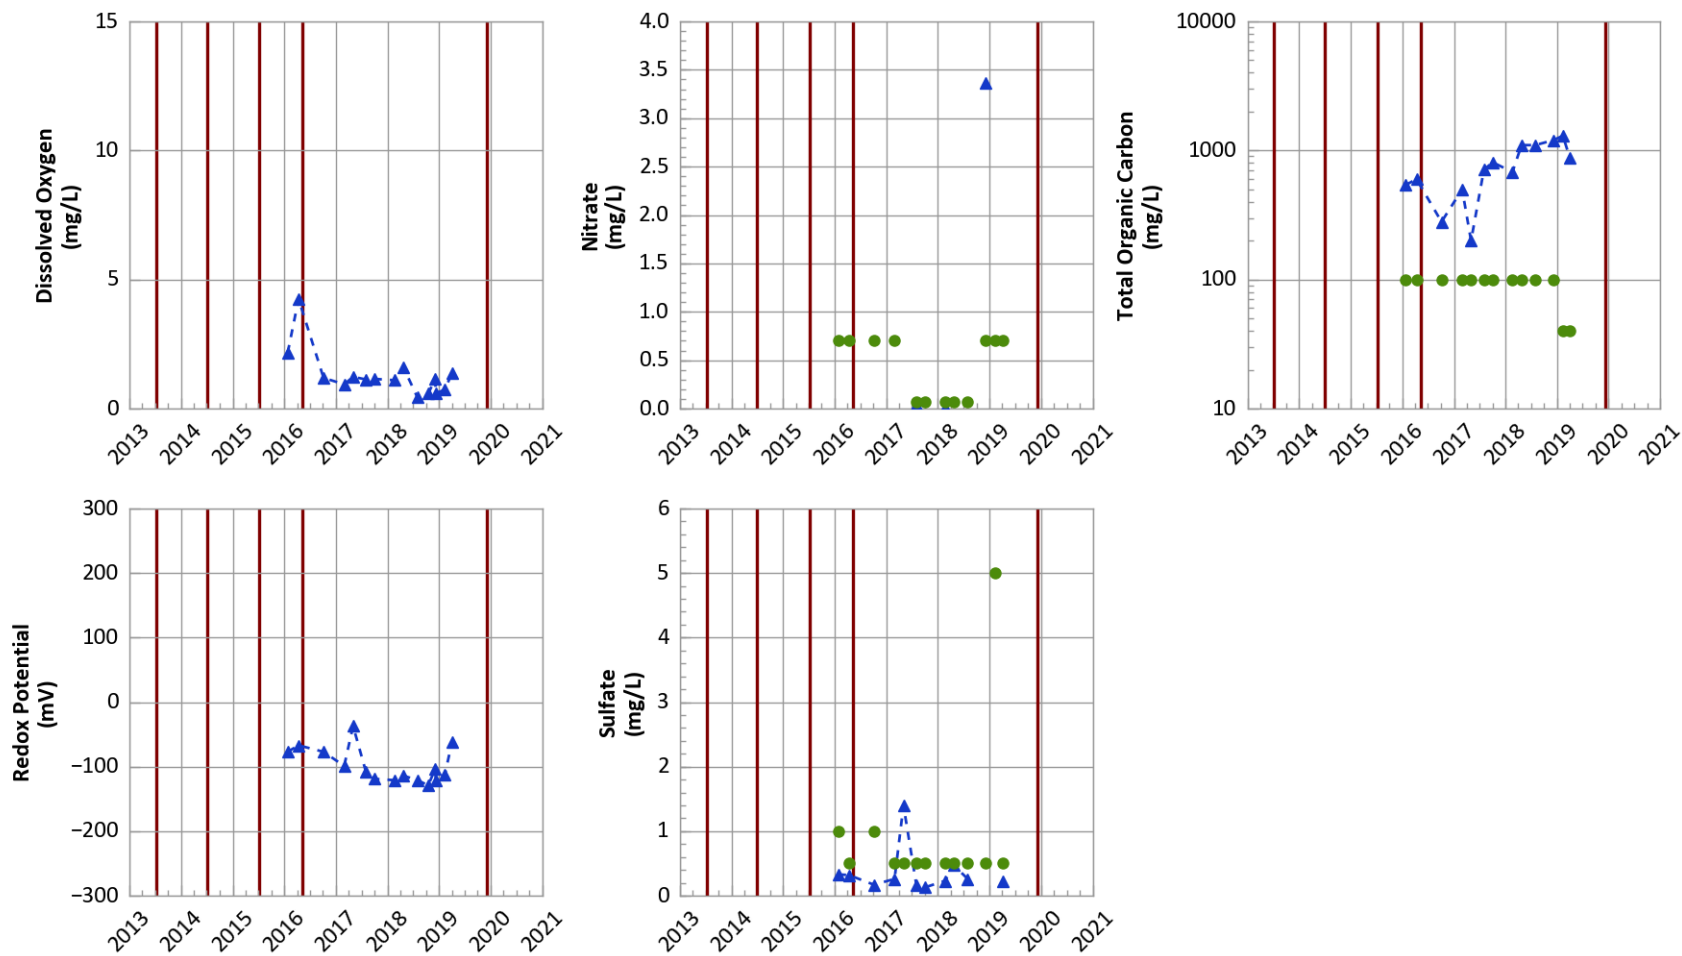 Dissolved Oxygen
(mg/L)
15
10
5
0
2013 2014 2015 2016 2017 2018 2019 2020 2021
Nitrate
(mg/L)
4.0
3.5
3.0
2.5
2.0
1.5
1.0
0.5
0.0
2013 2014 2015 2016 2017 2018 2019 2020 2021
Total Organic Carbon
(mg/L)
10000
1000
100
10
2013 2014 2015 2016 2017 2018 2019 2020 2021
Redox Potential
(mV)
300
200
100
0
−100
−200
−300
2013 2014 2015 2016 2017 2018 2019 2020 2021
Sulfate
(mg/L)
6
5
4
3
2
1
0
2013 2014 2015 2016 2017 2018 2019 2020 2021